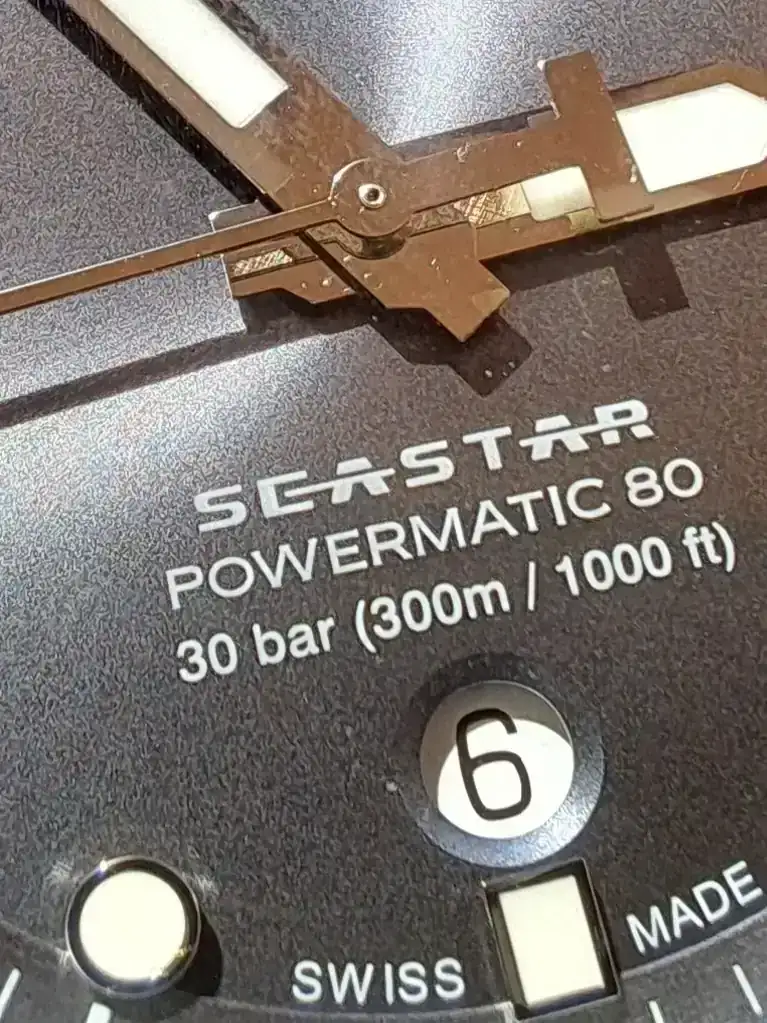 SEASTAR
POWERMATIC 80
30 bar (300m / 1000 ft)
6
SWISS MADE